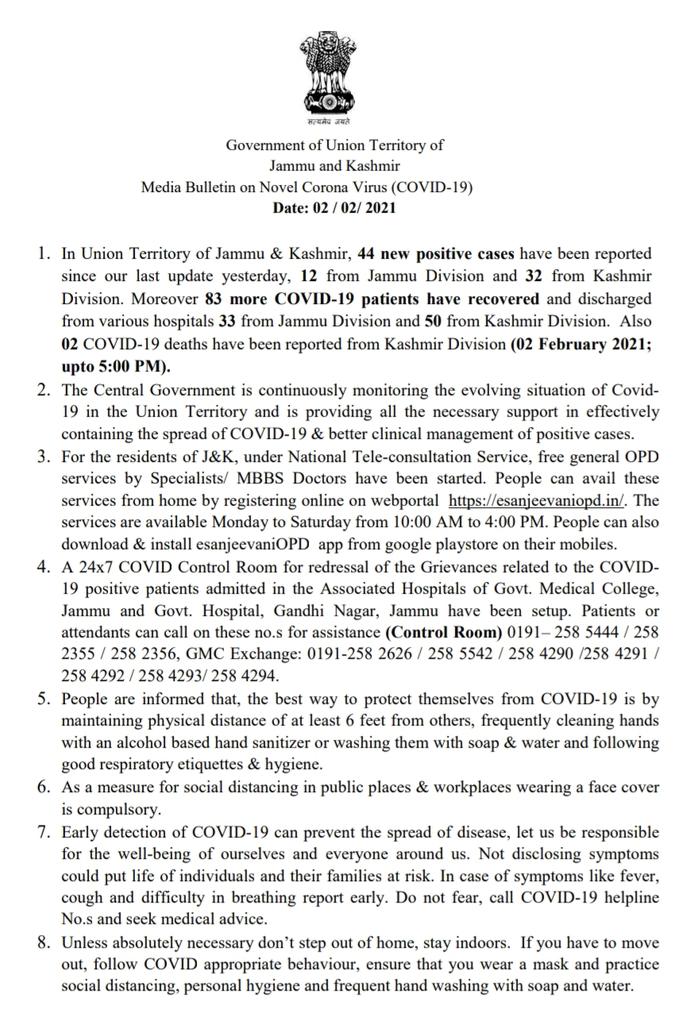 सत्यमेव जयते
Government of Union Territory of
Jammu and Kashmir
Media Bulletin on Novel Corona Virus (COVID-19)
Date: 02 / 02/ 2021
1. In Union Territory of Jammu & Kashmir, 44 new positive cases have been reported
since our last update yesterday, 12 from Jammu Division and 32 from Kashmir
Division. Moreover 83 more COVID-19 patients have recovered and discharged
from various hospitals 33 from Jammu Division and 50 from Kashmir Division. Also
02 COVID-19 deaths have been reported from Kashmir Division (02 February 2021;
upto 5:00 PM).
2. The Central Government is continuously monitoring the evolving situation of Covid-
19 in the Union Territory and is providing all the necessary support in effectively
containing the spread of COVID-19 & better clinical management of positive cases.
3. For the residents of J&K, under National Tele-consultation Service, free general OPD
services by Specialists/ MBBS Doctors have been started. People can avail these
services from home by registering online on webportal https://esanjeevaniopd.in/. The
services are available Monday to Saturday from 10:00 AM to 4:00 PM. People can also
download & install esanjeevaniOPD app from google playstore on their mobiles.
4. A 24x7 COVID Control Room for redressal of the Grievances related to the COVID-
19 positive patients admitted in the Associated Hospitals of Govt. Medical College,
Jammu and Govt. Hospital, Gandhi Nagar, Jammu have been setup. Patients or
attendants can call on these no.s for assistance (Control Room) 0191– 258 5444 / 258
2355 / 258 2356, GMC Exchange: 0191-258 2626 / 258 5542 / 258 4290 /258 4291 /
258 4292 / 258 4293/ 258 4294.
5. People are informed that, the best way to protect themselves from COVID-19 is by
maintaining physical distance of at least 6 feet from others, frequently cleaning hands
with an alcohol based hand sanitizer or washing them with soap & water and following
good respiratory etiquettes & hygiene.
6. As a measure for social distancing in public places & workplaces wearing a face cover
is compulsory.
7. Early detection of COVID-19 can prevent the spread of disease, let us be responsible
for the well-being of ourselves and everyone around us. Not disclosing symptoms
could put life of individuals and their families at risk. In case of symptoms like fever,
cough and difficulty in breathing report early. Do not fear, call COVID-19 helpline
No.s and seek medical advice.
8. Unless absolutely necessary don’t step out of home, stay indoors. If you have to move
out, follow COVID appropriate behaviour, ensure that you wear a mask and practice
social distancing, personal hygiene and frequent hand washing with soap and water.